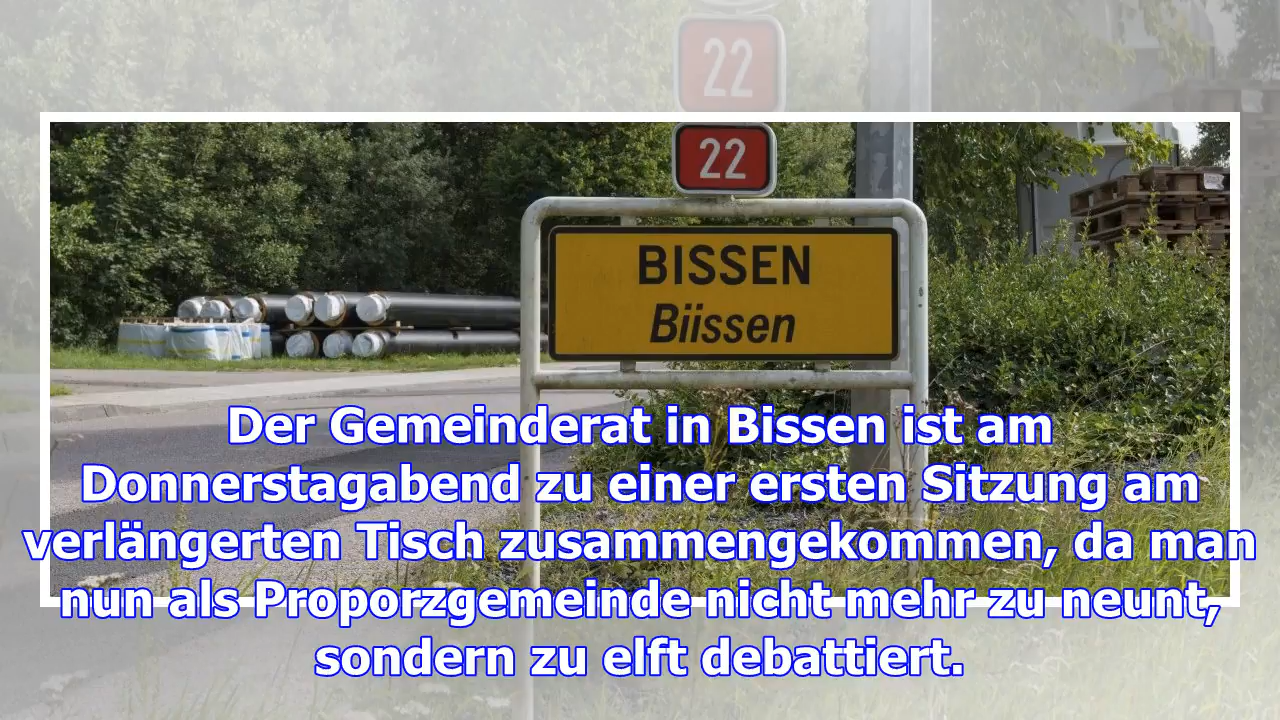 22
22
BISSEN
Biissen
Der Gemeinderat in Bissen ist am
Donnerstagabend zu einer ersten Sitzung am
verlängerten Tisch zusammengekommen, da man
nun als Proporzgemeinde nicht mehr zu neunt,
sondern zu elft debattiert.